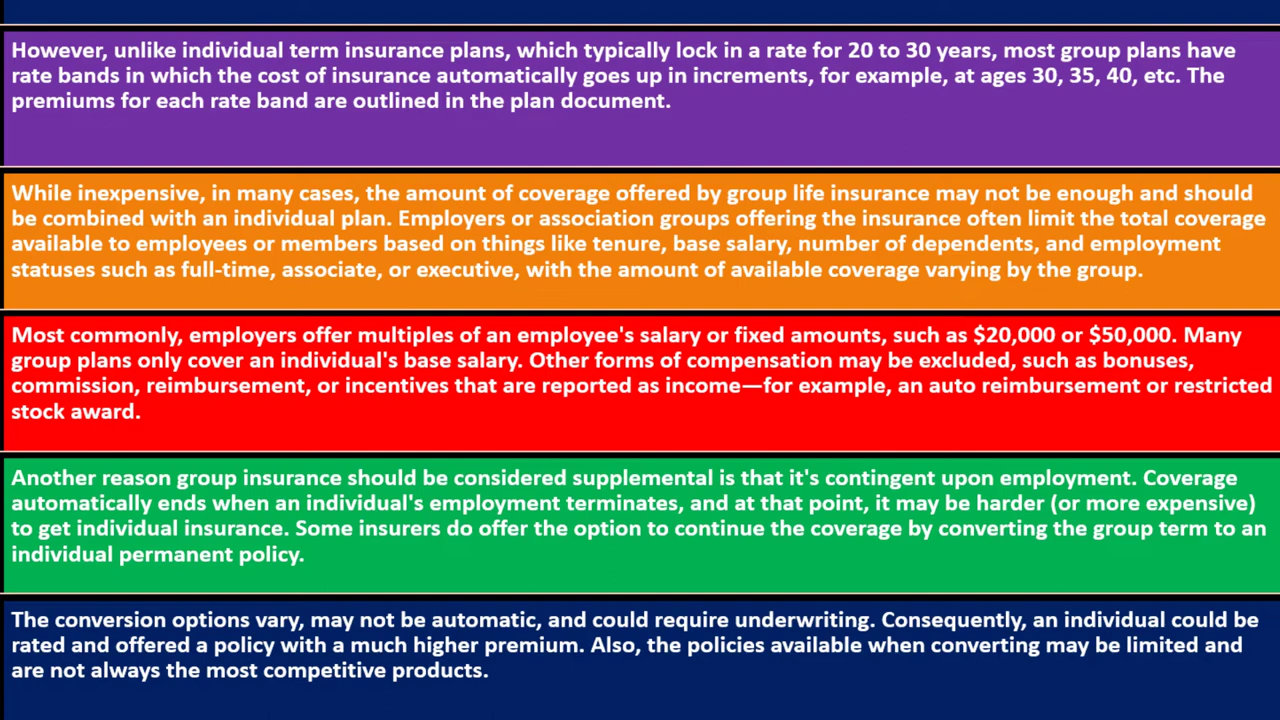 However, unlike individual term insurance plans, which typically lock in a rate for 20 to 30 years, most group plans have
rate bands in which the cost of insurance automatically goes up in increments, for example, at ages 30, 35, 40, etc. The
premiums for each rate band are outlined in the plan document.
While inexpensive, in many cases, the amount of coverage offered by group life insurance may not be enough and should
be combined with an individual plan. Employers or association groups offering the insurance often limit the total coverage
available to employees or members based on things like tenure, base salary, number of dependents, and employment
statuses such as full-time, associate, or executive, with the amount of available coverage varying by the group.
Most commonly, employers offer multiples of an employee's salary or fixed amounts, such as $20,000 or $50,000. Many
group plans only cover an individual's base salary. Other forms of compensation may be excluded, such as bonuses,
commission, reimbursement, or incentives that are reported as income—for example, an auto reimbursement or restricted
stock award.
Another reason group insurance should be considered supplemental is that it's contingent upon employment. Coverage
automatically ends when an individual's employment terminates, and at that point, it may be harder (or more expensive)
to get individual insurance. Some insurers do offer the option to continue the coverage by converting the group term to an
individual permanent policy.
The conversion options vary, may not be automatic, and could require underwriting. Consequently, an individual could be
rated and offered a policy with a much higher premium. Also, the policies available when converting may be limited and
are not always the most competitive products.